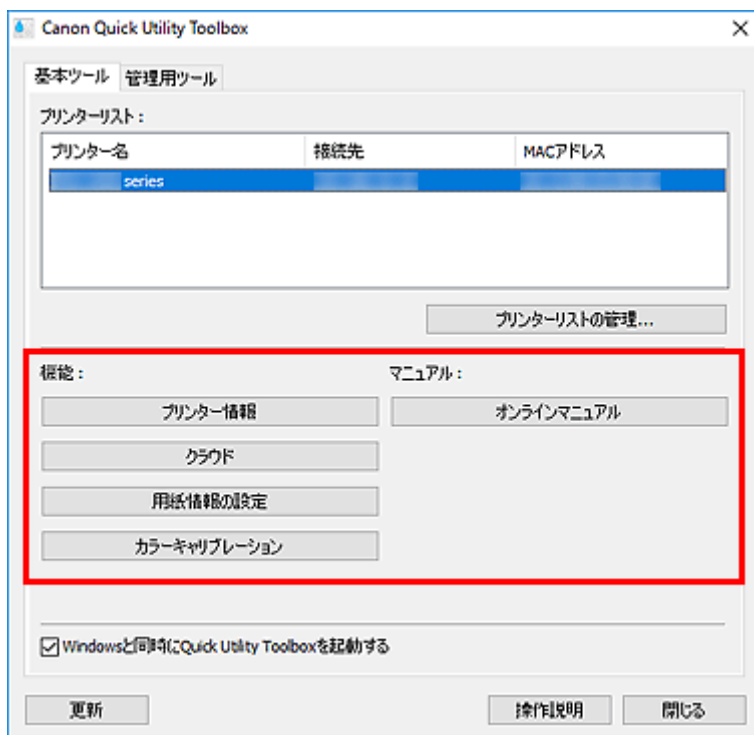 Canon Quick Utility Toolbox
基本ツール 管理用ツール
プリンターリスト：
プリンター名 接続先 MACアドレス
series
プリンターリストの管理...
機能： マニュアル：
プリンター情報 オンラインマニュアル
クラウド
用紙情報の設定
カラーキャリブレーション
Windowsと同時にQuick Utility Toolboxを起動する
更新 操作説明 閉じる